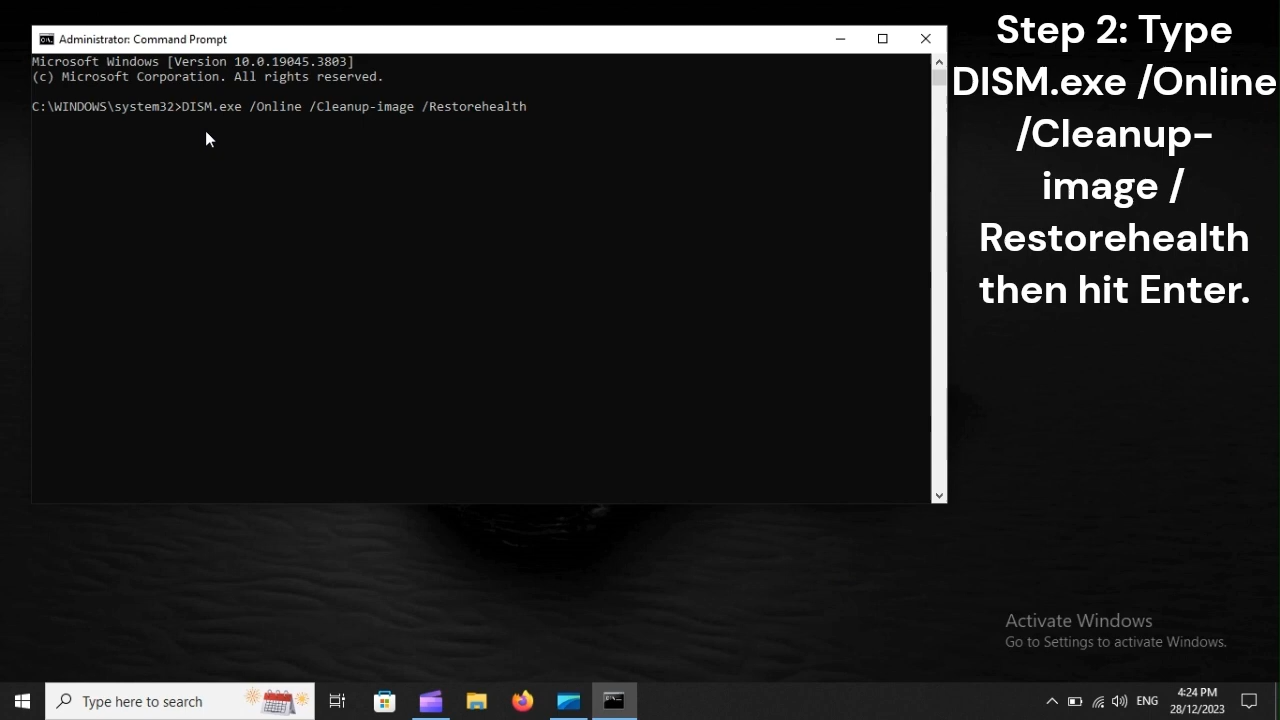 Administrator: Command Prompt
Microsoft Windows [Version 10.0.19045.3803]
(c) Microsoft Corporation. All rights reserved.
C:\WINDOWS\system32>DISM.exe /Online /Cleanup-image /Restorehealth
Step 2: Type
DISM.exe /Online
/Cleanup-
image /
Restorehealth
then hit Enter.
Activate Windows
Go to Settings to activate Windows.
Type here to search
ENG
4:24 PM
28/12/2023